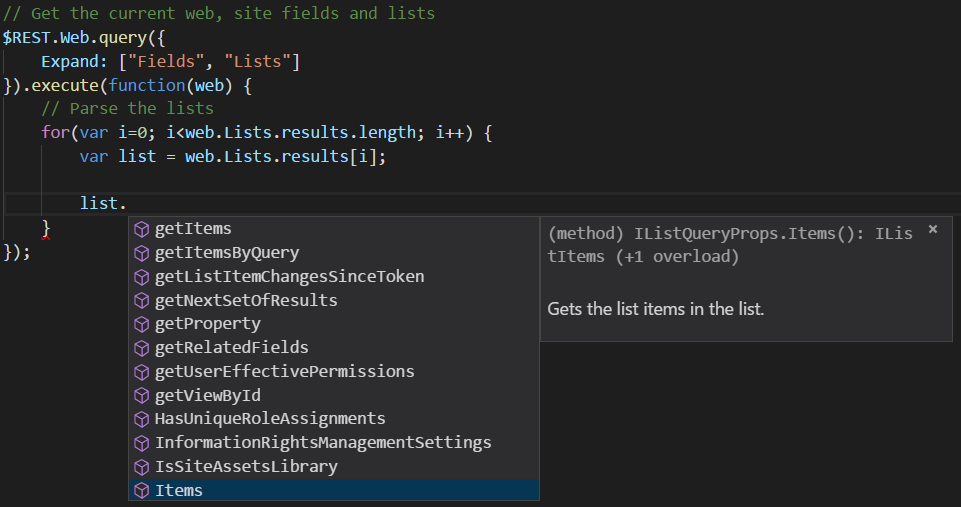 // Get the current web, site fields and lists
$REST.Web.query({
    Expand: ["Fields", "Lists"]
}).execute(function(web) {
    // Parse the lists
    for(var i=0; i<web.Lists.results.length; i++) {
        var list = web.Lists.results[i];
        list.
    }
});
getItems
getItemsByQuery
getListItemChangesSinceToken
getNextSetOfResults
getProperty
getRelatedFields
getUserEffectivePermissions
getViewById
HasUniqueRoleAssignments
InformationRightsManagementSettings
IsSiteAssetsLibrary
Items
(method) IListQueryProps.Items(): ILis
tItems (+1 overload)
Gets the list items in the list.